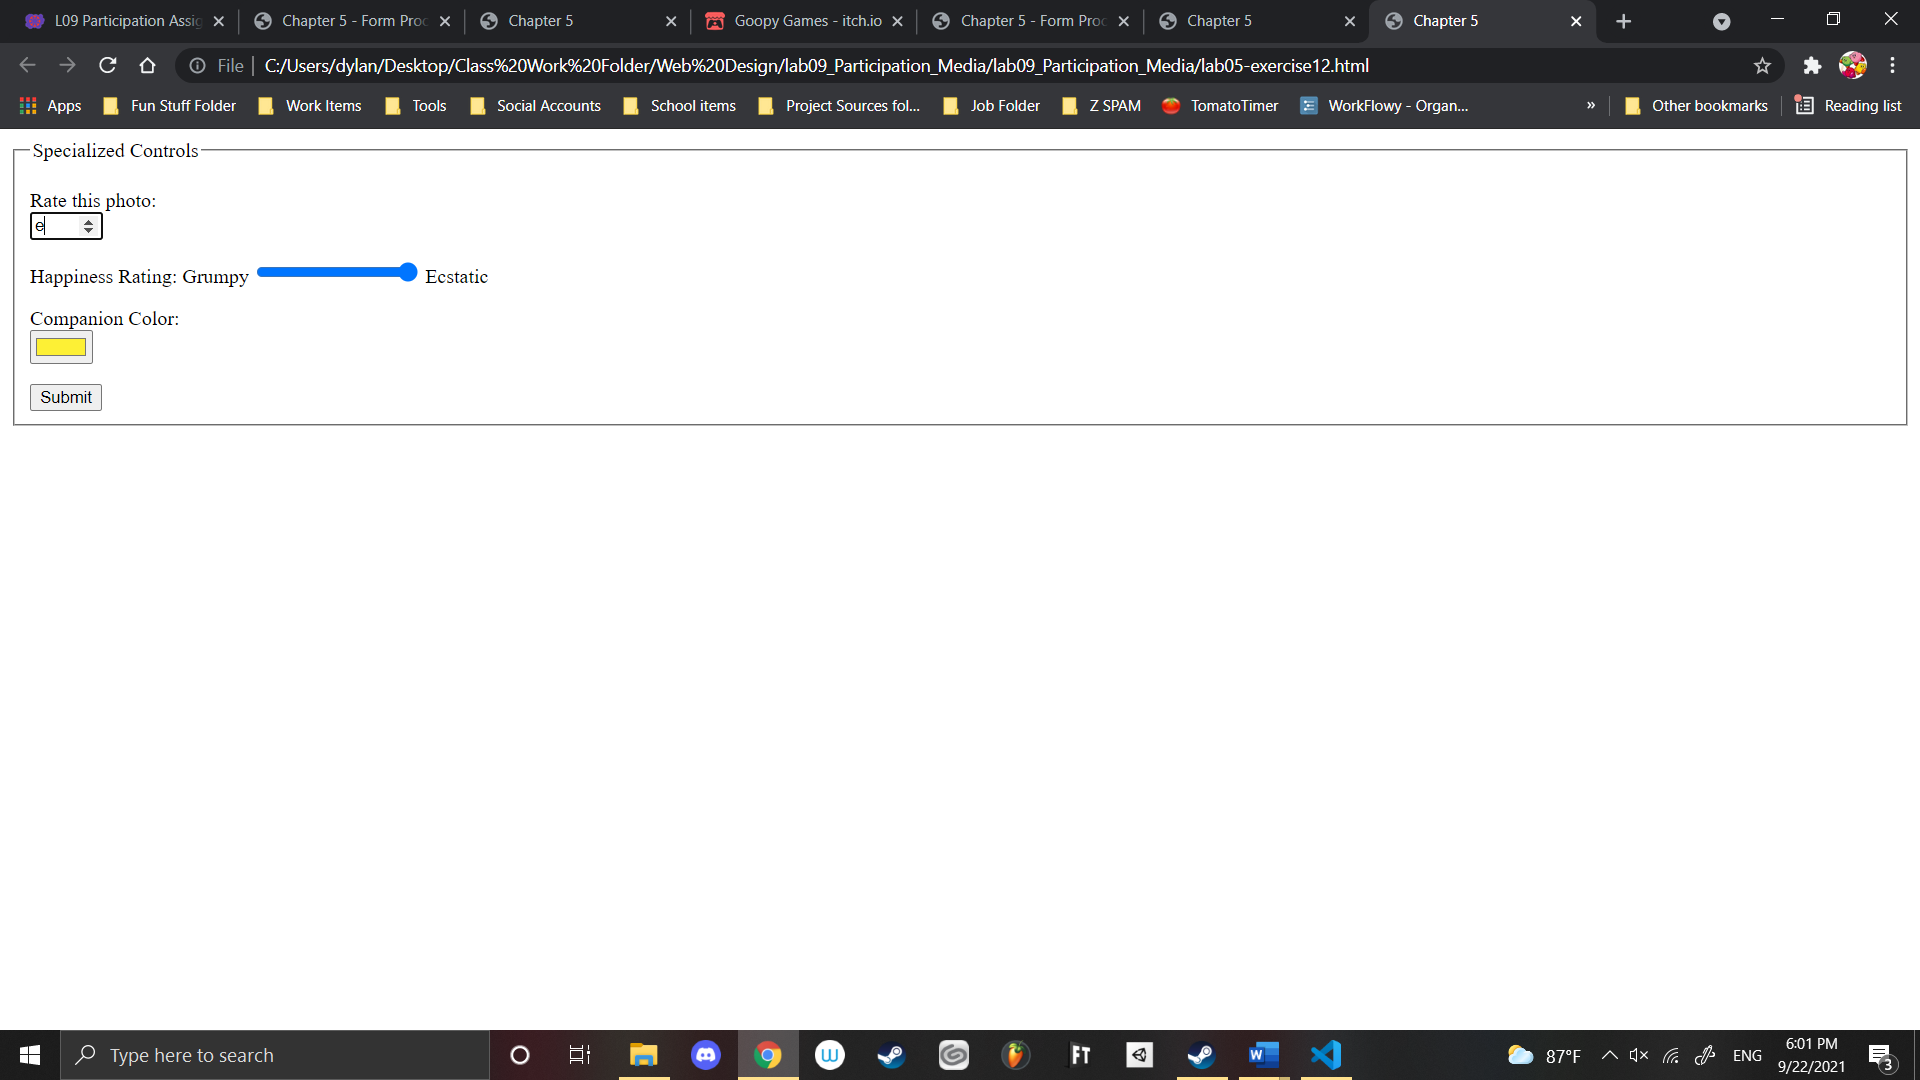 L09 Participation Assig
Chapter 5 - Form Proc
Chapter 5
Goopy Games - itch.io
Chapter 5 - Form Proc
Chapter 5
Chapter 5
File
C:/Users/dylan/Desktop/Class%20Work%20Folder/Web%20Design/lab09_Participation_Media/lab09_Participation_Media/lab05-exercise12.html
Apps
Fun Stuff Folder
Work Items
Tools
Social Accounts
School items
Project Sources fol...
Job Folder
Z SPAM
TomatoTimer
WorkFlowy - Organ...
»
Other bookmarks
Reading list
Specialized Controls
Rate this photo:
e
Happiness Rating: Grumpy Ecstatic
Companion Color:
Submit
Type here to search
FT
87°F
ENG
6:01 PM
9/22/2021
3